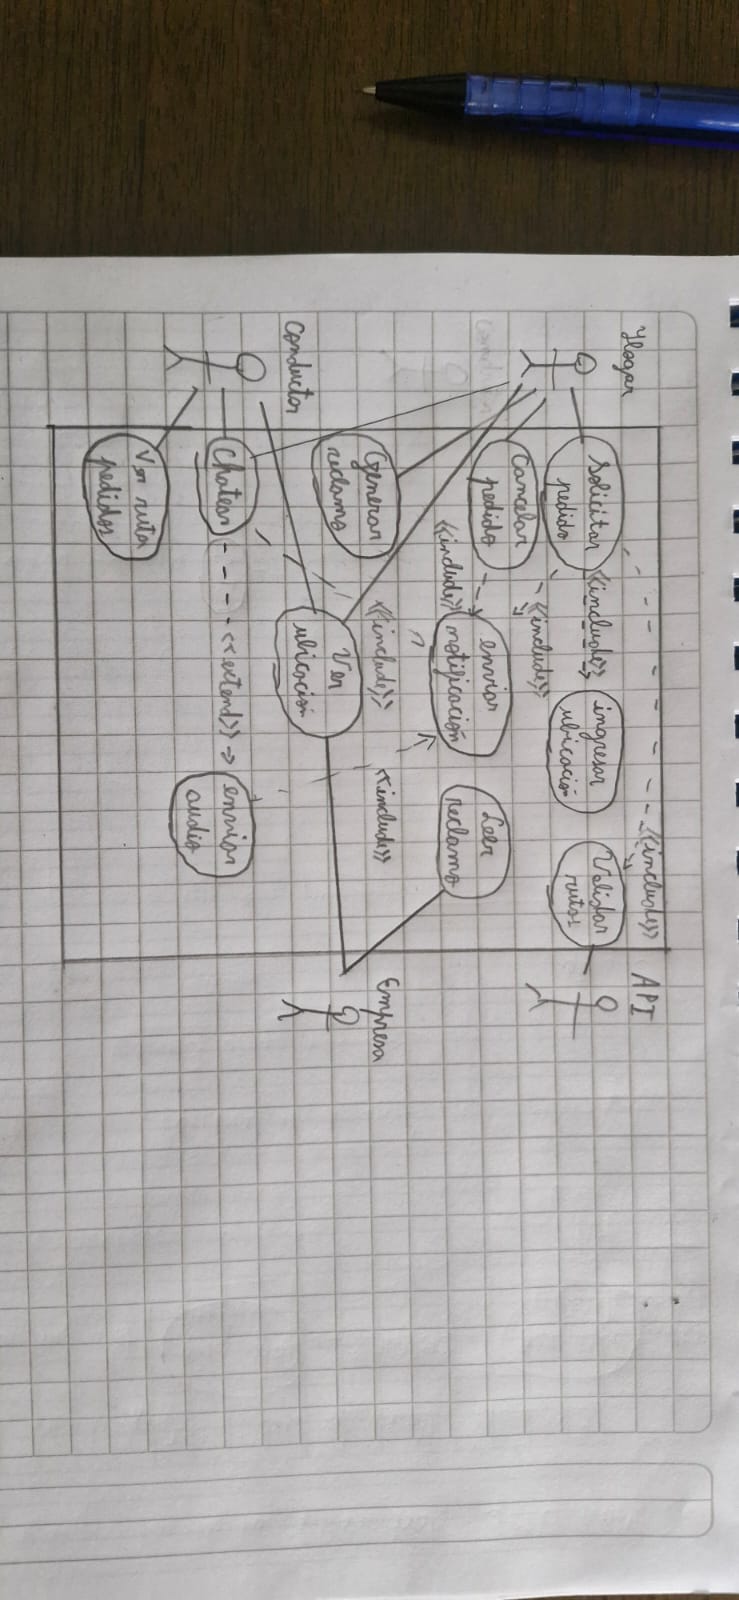 Hogar
API
Solicitar
pedido
<<include>>
ingresar
ubicación
<<include>>
Validar
rutas
Cancelar
pedido
<<include>>
<<include>>
enviar
notificación
Leer
reclamo
Generar
reclamo
<<include>>
<<include>>
Empresa
Conductor
Ver
ubicación
Chatear
<<extend>>
enviar
audio
Ver ruta
pedidos